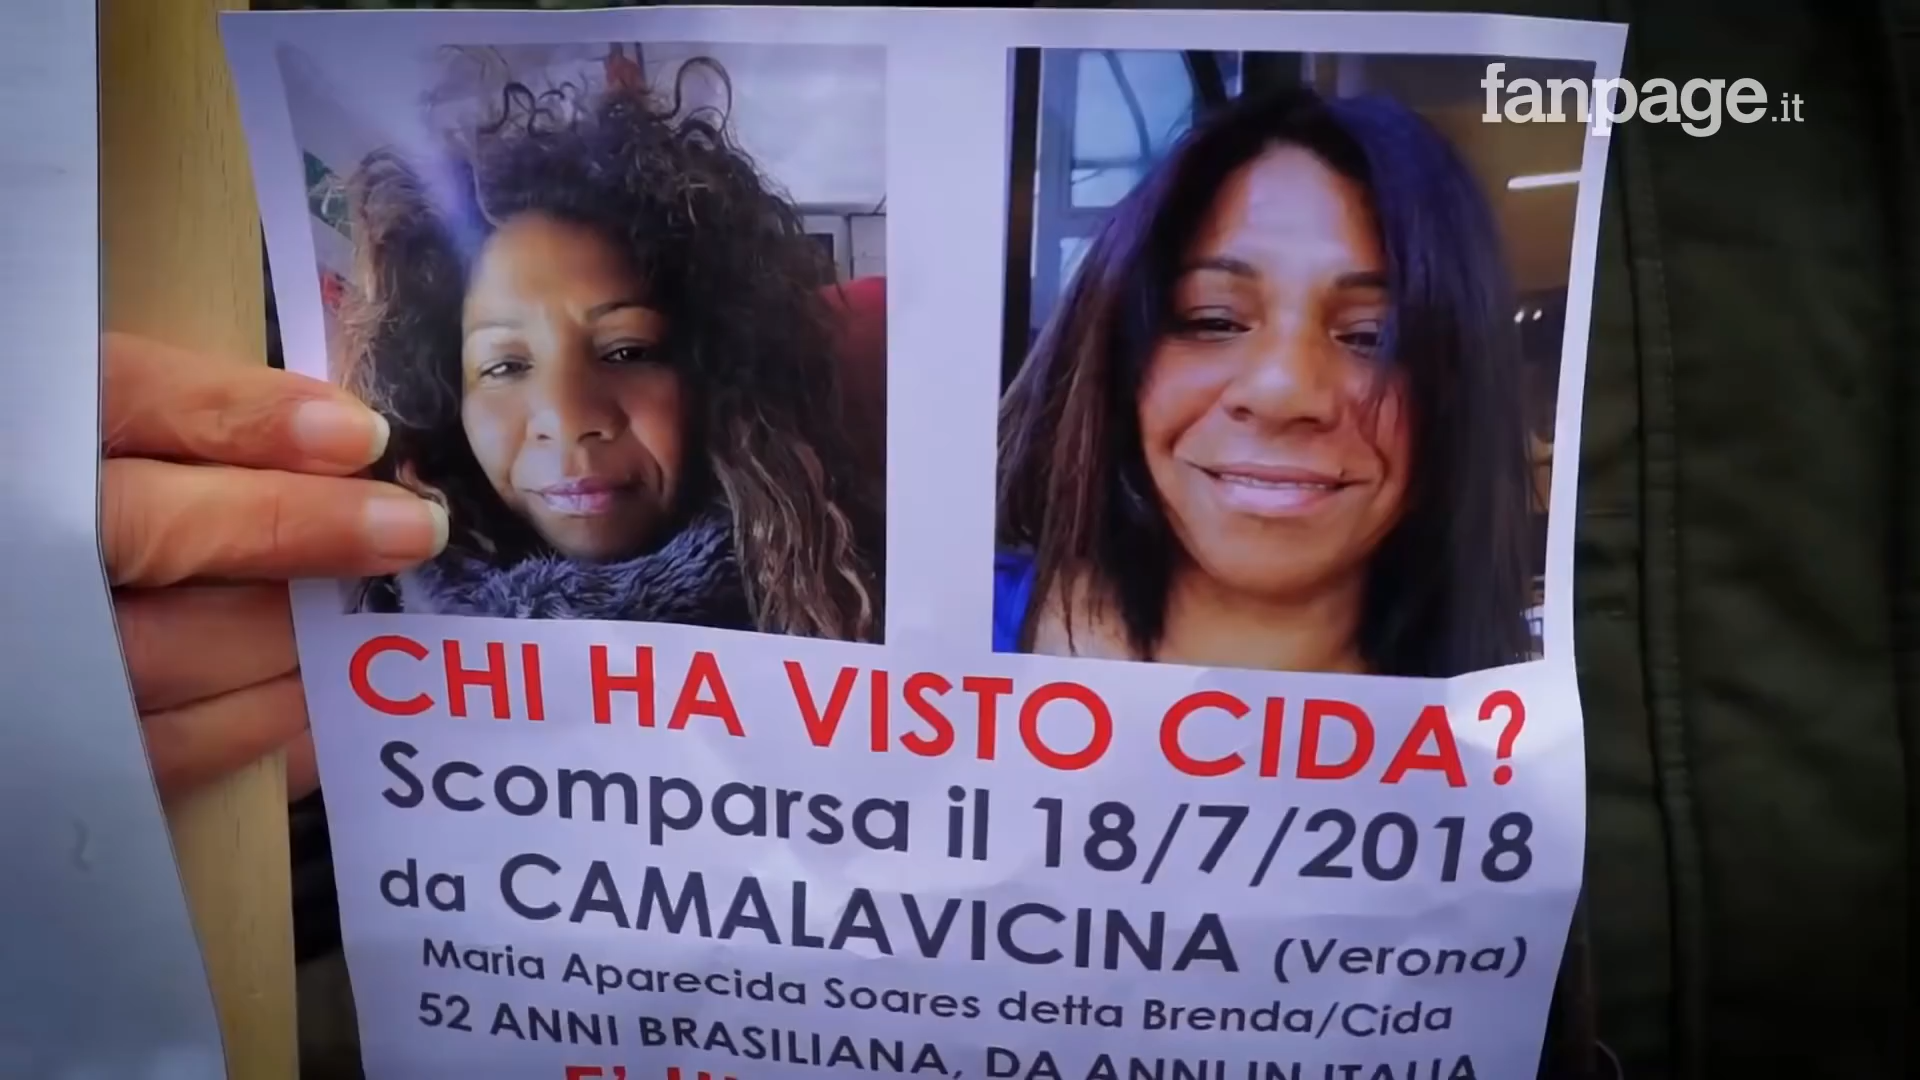 fanpage.it
CHI HA VISTO CIDA?
Scomparsa il 18/7/2018
da CAMALAVICINA (Verona)
Maria Aparecida Soares detta Brenda/Cida
52 ANNI BRASILIANA, DA ANNI IN ITALIA